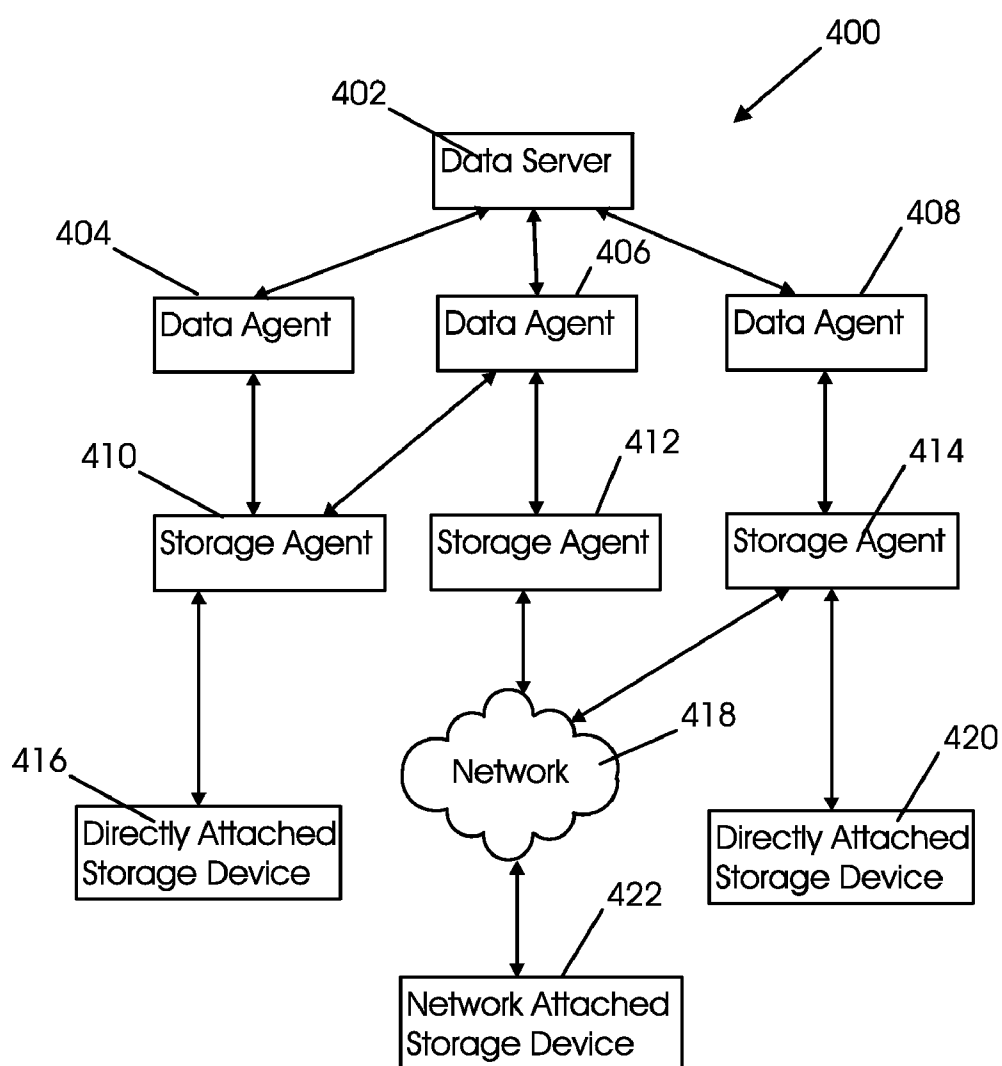 400
402
Data Server
404
406
408
Data Agent
Data Agent
Data Agent
410
412
414
Storage Agent
Storage Agent
Storage Agent
418
416
Network
420
Directly Attached
Storage Device
Directly Attached
Storage Device
422
Network Attached
Storage Device